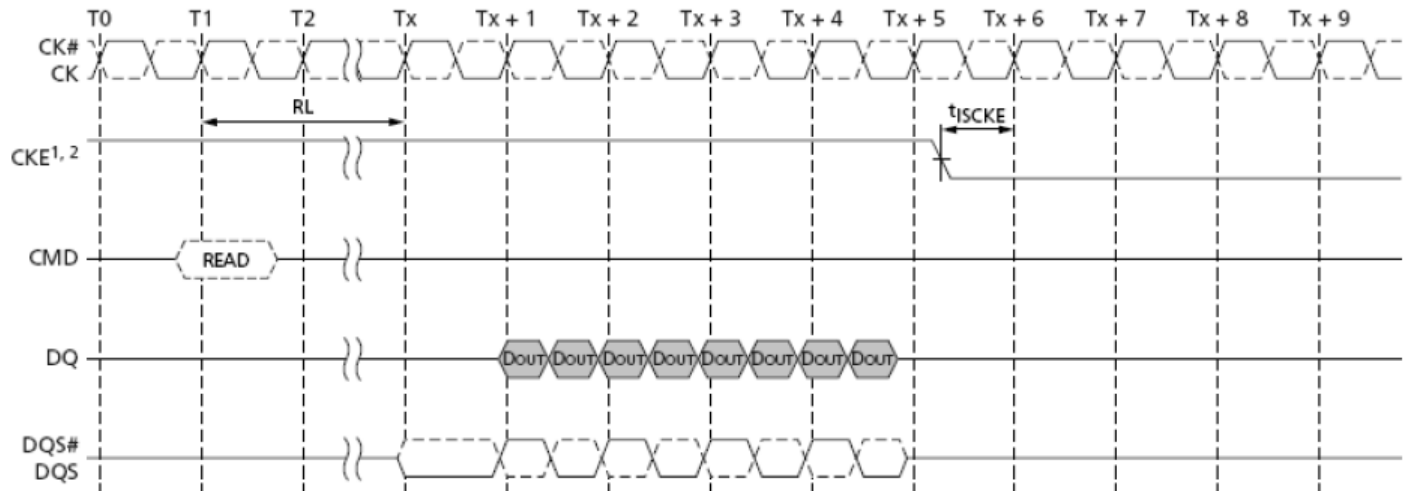 T0 T1 T2 Tx Tx + 1 Tx + 2 Tx + 3 Tx + 4 Tx + 5 Tx + 6 Tx + 7 Tx + 8 Tx + 9
CK#
CK
RL
tISCKE
CKE1, 2
CMD READ
DQ DOUT DOUT DOUT DOUT DOUT DOUT DOUT DOUT
DQS#
DQS